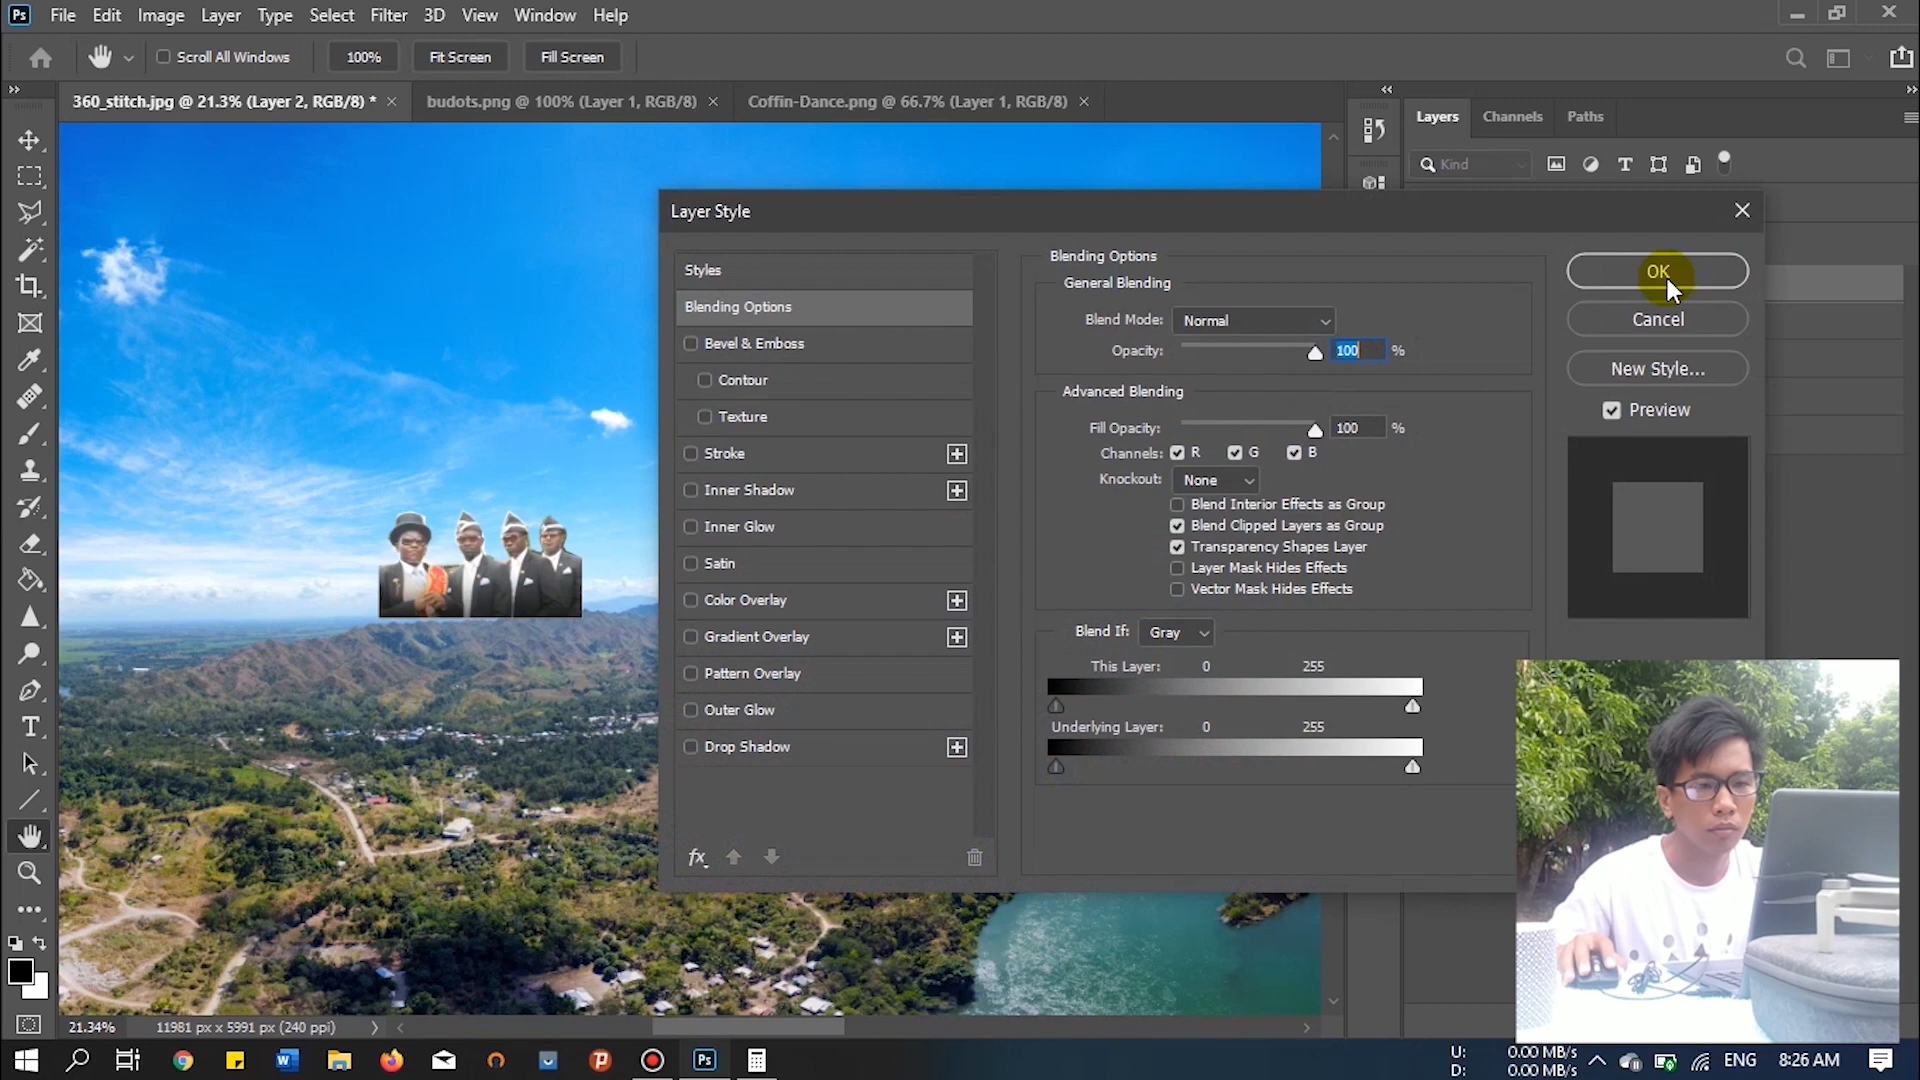 Ps File Edit Image Layer Type Select Filter 3D View Window Help
Scroll All Windows 100% Fit Screen Fill Screen
360_stitch.jpg @ 21.3% (Layer 2, RGB/8) * × budots.png @ 100% (Layer 1, RGB/8) × Coffin-Dance.png @ 66.7% (Layer 1, RGB/8) ×
Layers Channels Paths
Kind
Layer Style
Styles
Blending Options
Bevel & Emboss
Contour
Texture
Stroke
Inner Shadow
Inner Glow
Satin
Color Overlay
Gradient Overlay
Pattern Overlay
Outer Glow
Drop Shadow
fx
Blending Options
General Blending
Blend Mode: Normal
Opacity: 100 %
Advanced Blending
Fill Opacity: 100 %
Channels: R G B
Knockout: None
Blend Interior Effects as Group
Blend Clipped Layers as Group
Transparency Shapes Layer
Layer Mask Hides Effects
Vector Mask Hides Effects
Blend If: Gray
This Layer: 0 255
Underlying Layer: 0 255
OK
Cancel
New Style...
Preview
21.34% 11981 px x 5991 px (240 ppi)
U: 0.00 MB/s
D: 0.00 MB/s
ENG 8:26 AM